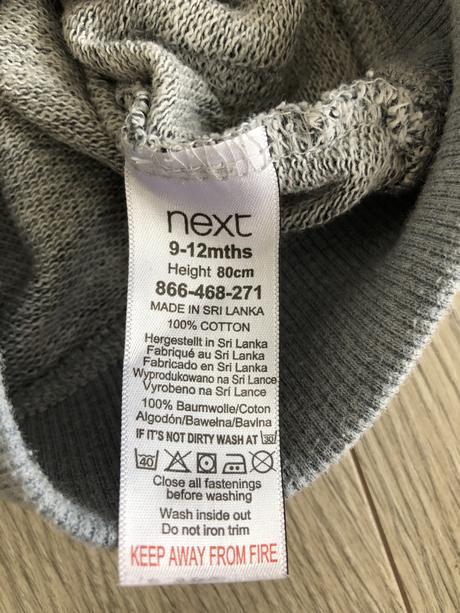 next
9-12mths
Height 80cm
866-468-271
MADE IN SRI LANKA
100% COTTON
Hergestellt in Sri Lanka
Fabriqué au Sri Lanka
Fabricado en Sri Lanka
Wyprodukowano na Sri Lance
Vyrobeno na Srí Lance
100% Baumwolle/Coton
Algodón/Bawełna/Bavlna
IF IT'S NOT DIRTY WASH AT 30
40
Close all fastenings
before washing
Wash inside out
Do not iron trim
KEEP AWAY FROM FIRE